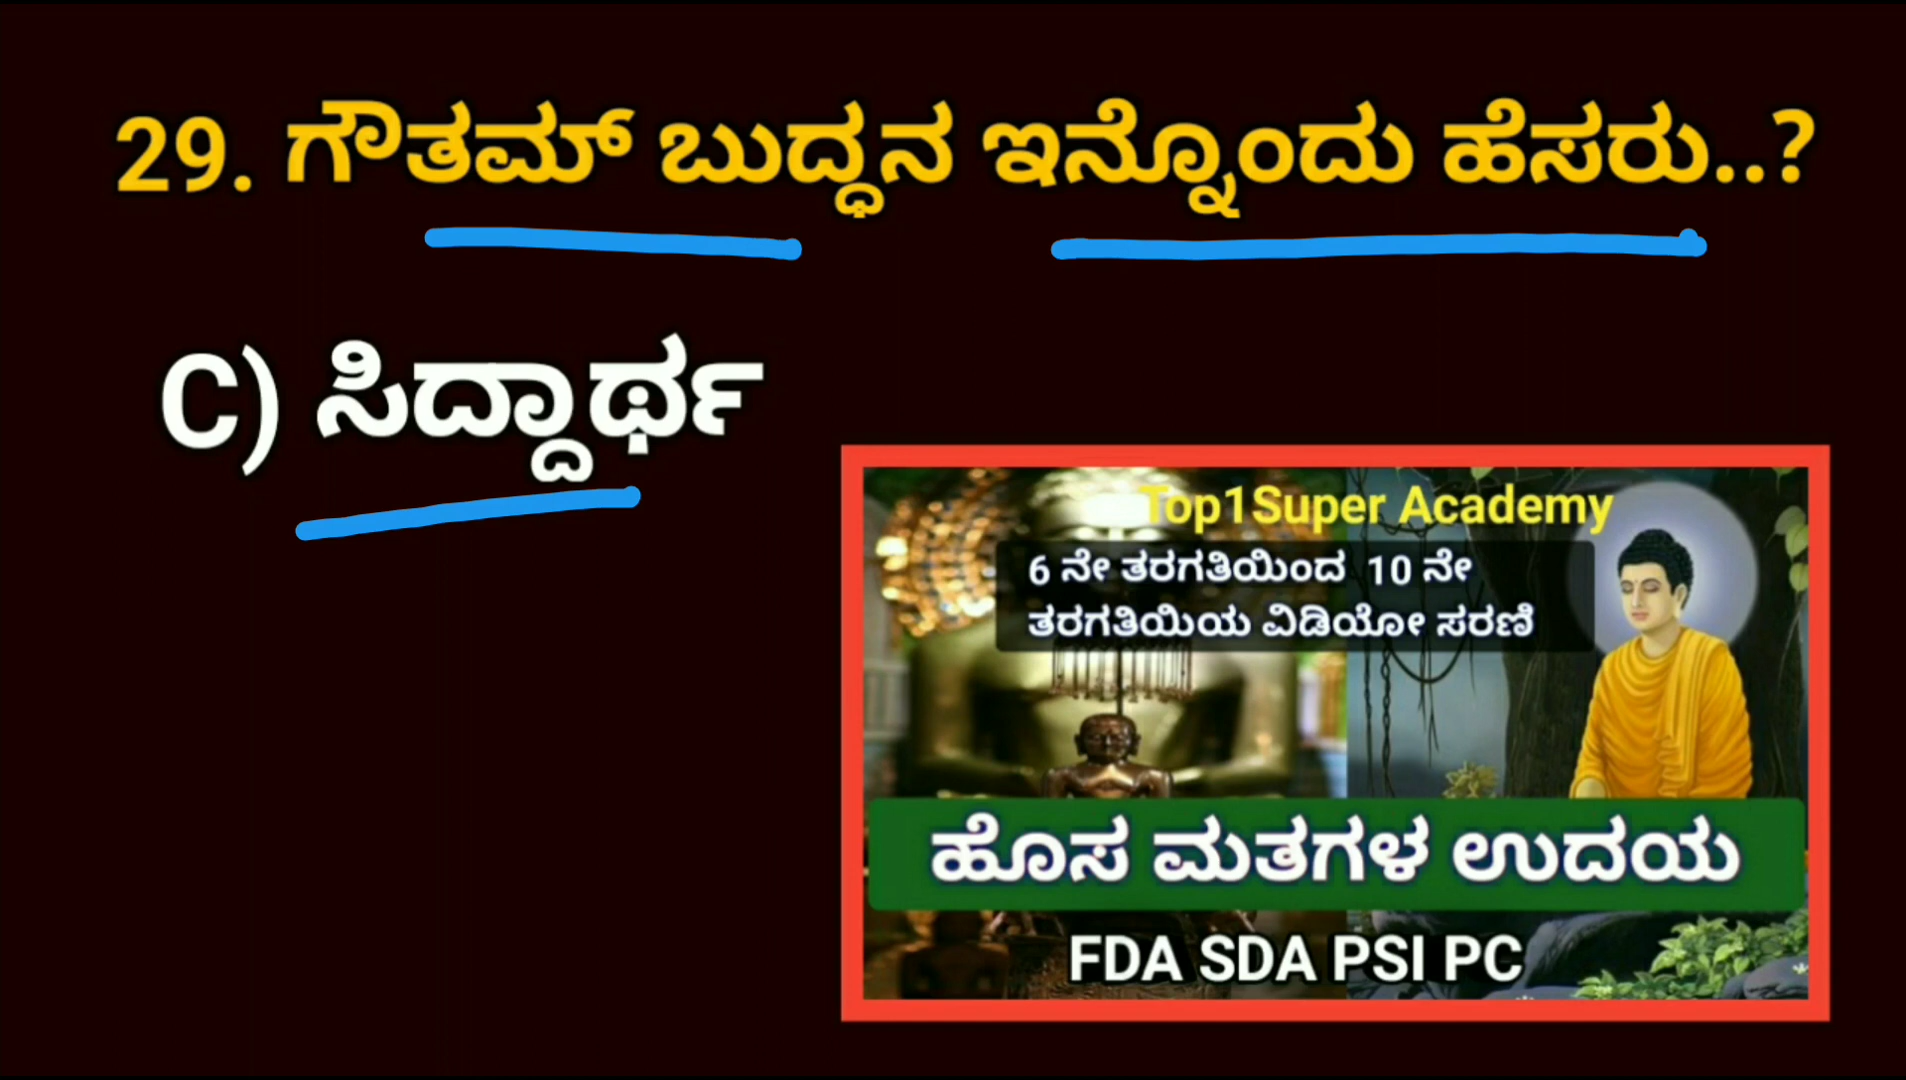 29. ಗೌತಮ್ ಬುದ್ಧನ ಇನ್ನೊಂದು ಹೆಸರು..?
C) ಸಿದ್ದಾರ್ಥ
Top1Super Academy
6 ನೇ ತರಗತಿಯಿಂದ 10 ನೇ
ತರಗತಿಯಿಯ ವಿಡಿಯೋ ಸರಣಿ
ಹೊಸ ಮತಗಳ ಉದಯ
FDA SDA PSI PC